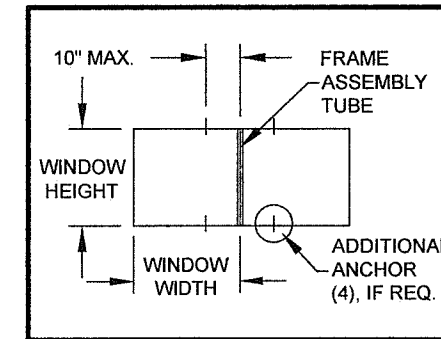 10" MAX.
FRAME
ASSEMBLY
TUBE
WINDOW
HEIGHT
WINDOW
WIDTH
ADDITIONAL
ANCHOR
(4), IF REQ.